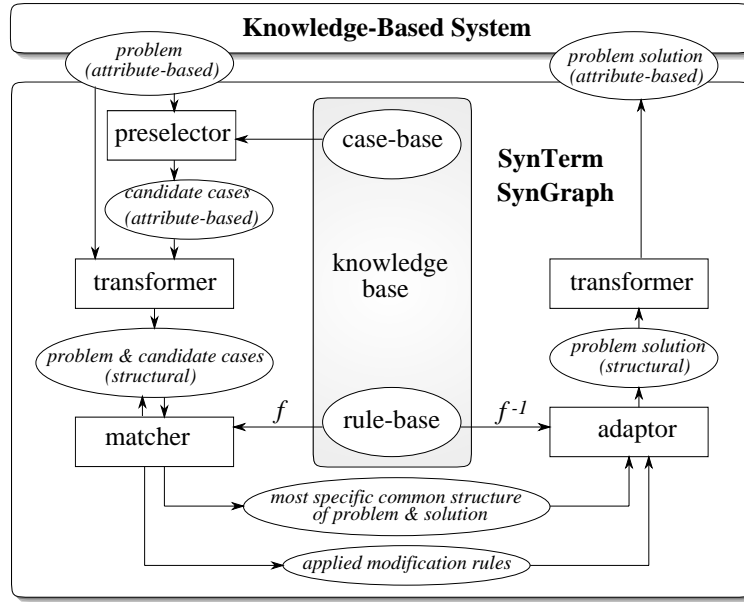 Knowledge-Based System
problem
(attribute-based)
problem solution
(attribute-based)
preselector
case-base
SynTerm
SynGraph
candidate cases
(attribute-based)
knowledge
base
transformer
transformer
problem & candidate cases
(structural)
problem solution
(structural)
matcher
f
rule-base
f-1
adaptor
most specific common structure
of problem & solution
applied modification rules